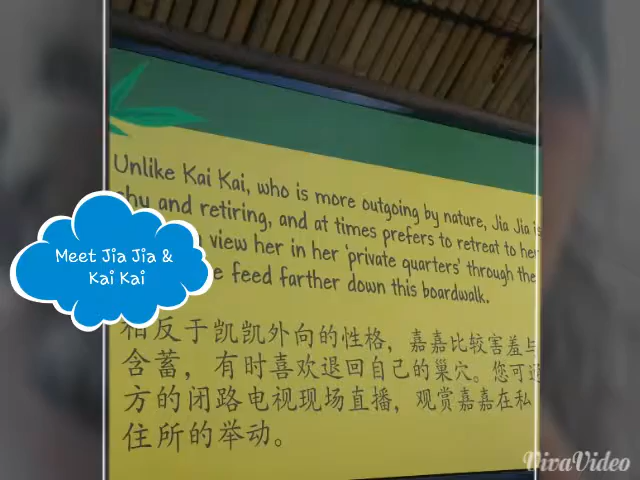 Unlike Kai Kai, who is more outgoing by nature, Jia Jia is
shy and retiring, and at times prefers to retreat to her
view her in her 'private quarters' through the
feed farther down this boardwalk.
Meet Jia Jia &
Kai Kai
相反于凯凯外向的性格，嘉嘉比较害羞与
含蓄，有时喜欢退回自己的巢穴。您可通
方的闭路电视现场直播，观赏嘉嘉在私
住所的举动。
VivaVideo